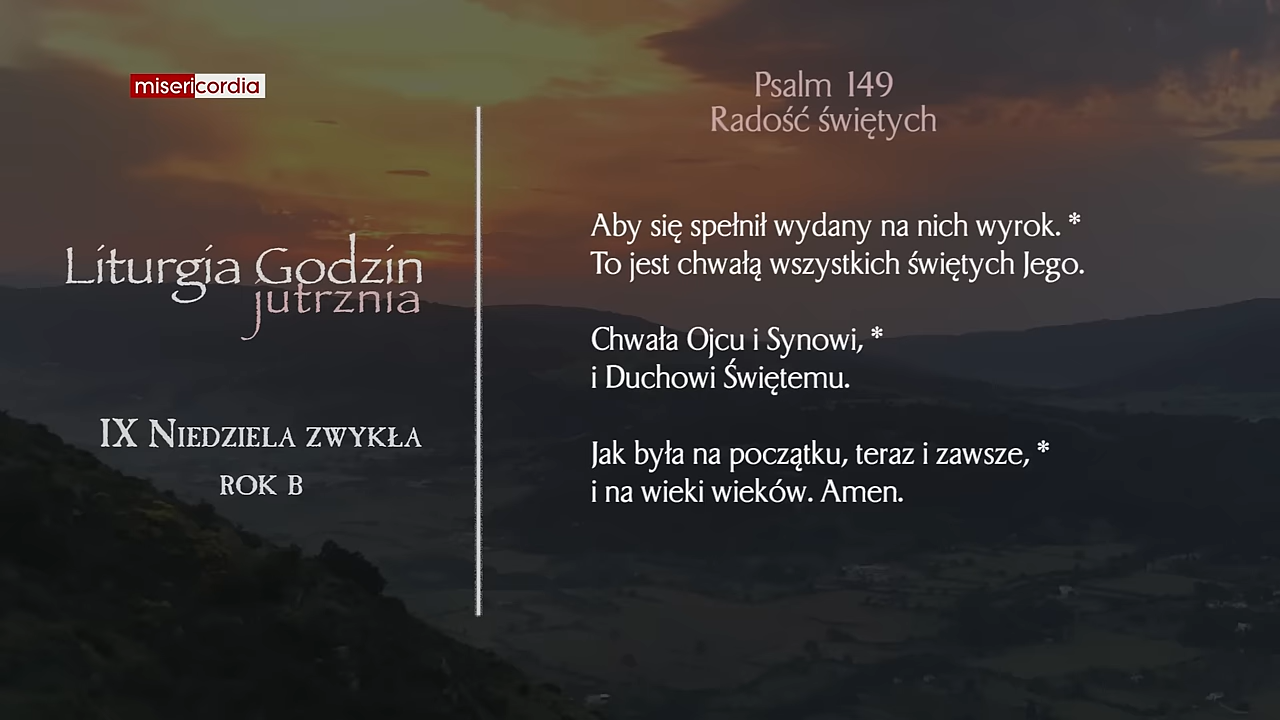 misericordia
Liturgia Godzin
jutrznia
IX Niedziela zwykła
rok B
Psalm 149
Radość świętych
Aby się spełnił wydany na nich wyrok. *
To jest chwałą wszystkich świętych Jego.
Chwała Ojcu i Synowi, *
i Duchowi Świętemu.
Jak była na początku, teraz i zawsze, *
i na wieki wieków. Amen.